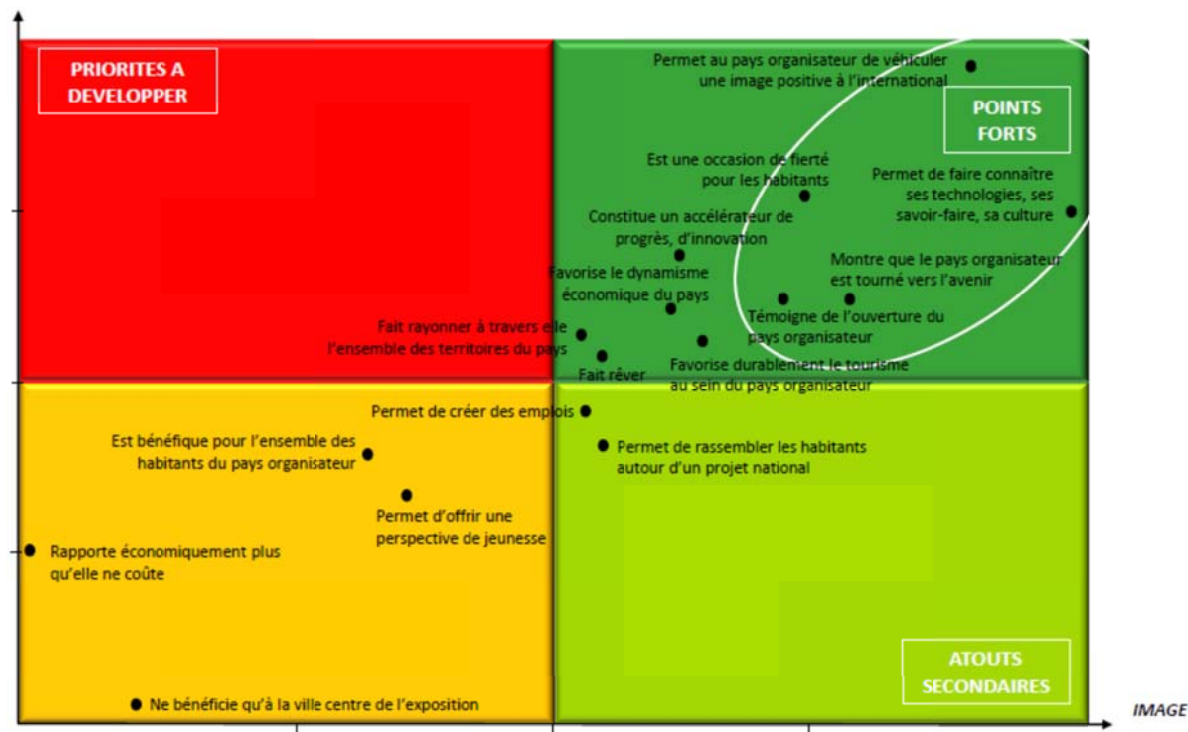 PRIORITES A
DEVELOPPER
Permet au pays organisateur de véhiculer
une image positive à l'international
POINTS
FORTS
Est une occasion de fierté
pour les habitants
Permet de faire connaître
ses technologies, ses
savoir-faire, sa culture
Constitue un accélérateur de
progrès, d'innovation
Montre que le pays organisateur
est tourné vers l'avenir
Favorise le dynamisme
économique du pays
Témoigne de l'ouverture du
pays organisateur
Fait rayonner à travers elle
l'ensemble des territoires du pays
Favorise durablement le tourisme
au sein du pays organisateur
Fait rêver
Permet de créer des emplois
Est bénéfique pour l'ensemble des
habitants du pays organisateur
Permet de rassembler les habitants
autour d'un projet national
Permet d'offrir une
perspective de jeunesse
Rapporte économiquement plus
qu'elle ne coûte
ATOUTS
SECONDAIRES
Ne bénéficie qu'à la ville centre de l'exposition
IMAGE